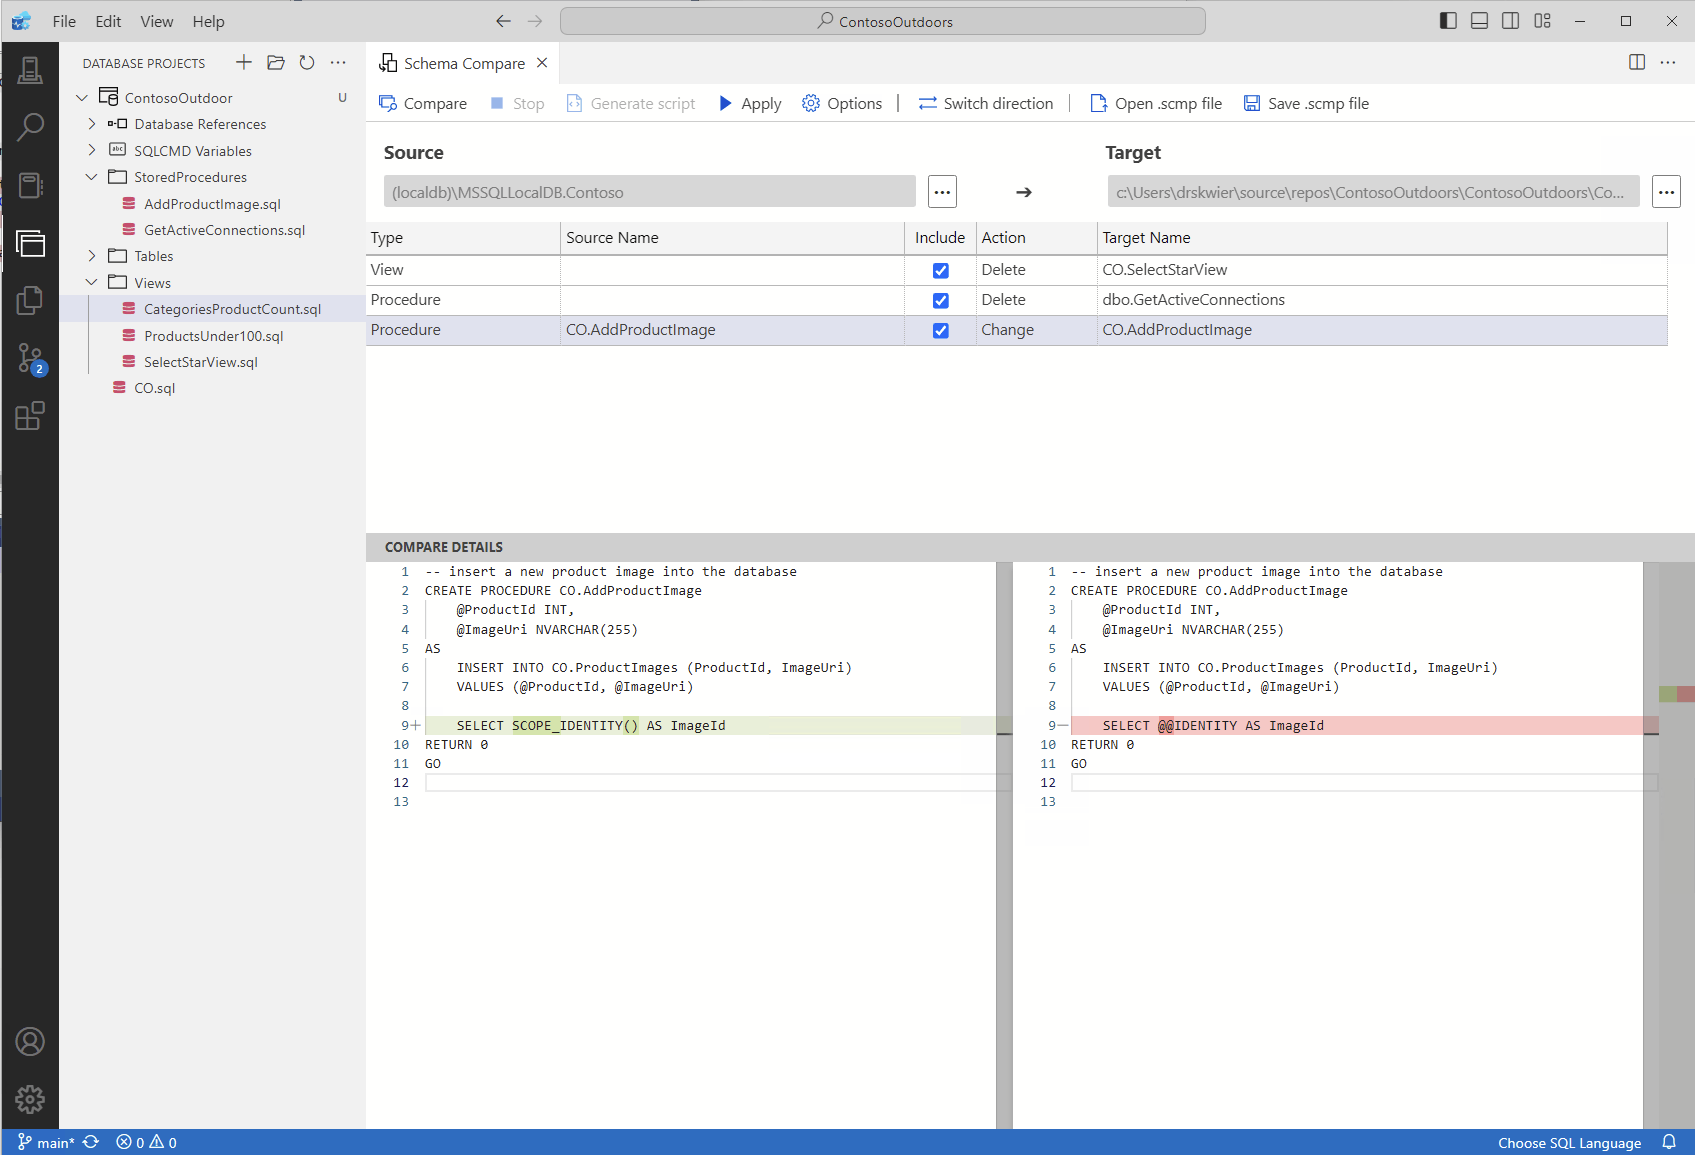 File Edit View Help
ContosoOutdoors
DATABASE PROJECTS
ContosoOutdoor U
Database References
abc SQLCMD Variables
StoredProcedures
AddProductImage.sql
GetActiveConnections.sql
Tables
Views
CategoriesProductCount.sql
ProductsUnder100.sql
SelectStarView.sql
CO.sql
2
Schema Compare
Compare Stop Generate script Apply Options | Switch direction | Open .scmp file Save .scmp file
Source Target
(localdb)\MSSQLLocalDB.Contoso ... c:\Users\drskwier\source\repos\ContosoOutdoors\ContosoOutdoors\Co... ...
Type Source Name Include Action Target Name
View Delete CO.SelectStarView
Procedure Delete dbo.GetActiveConnections
Procedure CO.AddProductImage Change CO.AddProductImage
COMPARE DETAILS
1 -- insert a new product image into the database
2 CREATE PROCEDURE CO.AddProductImage
3 @ProductId INT,
4 @ImageUri NVARCHAR(255)
5 AS
6 INSERT INTO CO.ProductImages (ProductId, ImageUri)
7 VALUES (@ProductId, @ImageUri)
8
9+ SELECT SCOPE_IDENTITY() AS ImageId
10 RETURN 0
11 GO
12
13
1 -- insert a new product image into the database
2 CREATE PROCEDURE CO.AddProductImage
3 @ProductId INT,
4 @ImageUri NVARCHAR(255)
5 AS
6 INSERT INTO CO.ProductImages (ProductId, ImageUri)
7 VALUES (@ProductId, @ImageUri)
8
9- SELECT @@IDENTITY AS ImageId
10 RETURN 0
11 GO
12
13
main* 0 0 Choose SQL Language